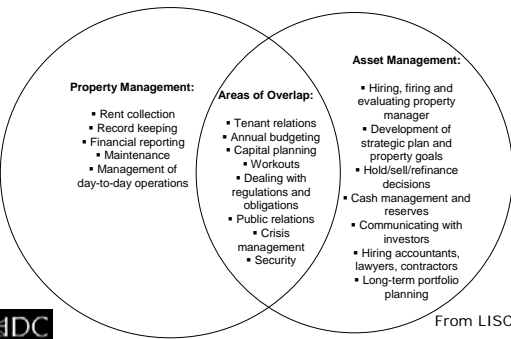 Property Management:
▪ Rent collection
▪ Record keeping
▪ Financial reporting
▪ Maintenance
▪ Management of
day-to-day operations
Areas of Overlap:
▪ Tenant relations
▪ Annual budgeting
▪ Capital planning
▪ Workouts
▪ Dealing with
regulations and
obligations
▪ Public relations
▪ Crisis
management
▪ Security
Asset Management:
▪ Hiring, firing and
evaluating property
manager
▪ Development of
strategic plan and
property goals
▪ Hold/sell/refinance
decisions
▪ Cash management and
reserves
▪ Communicating with
investors
▪ Hiring accountants,
lawyers, contractors
▪ Long-term portfolio
planning
From LISC